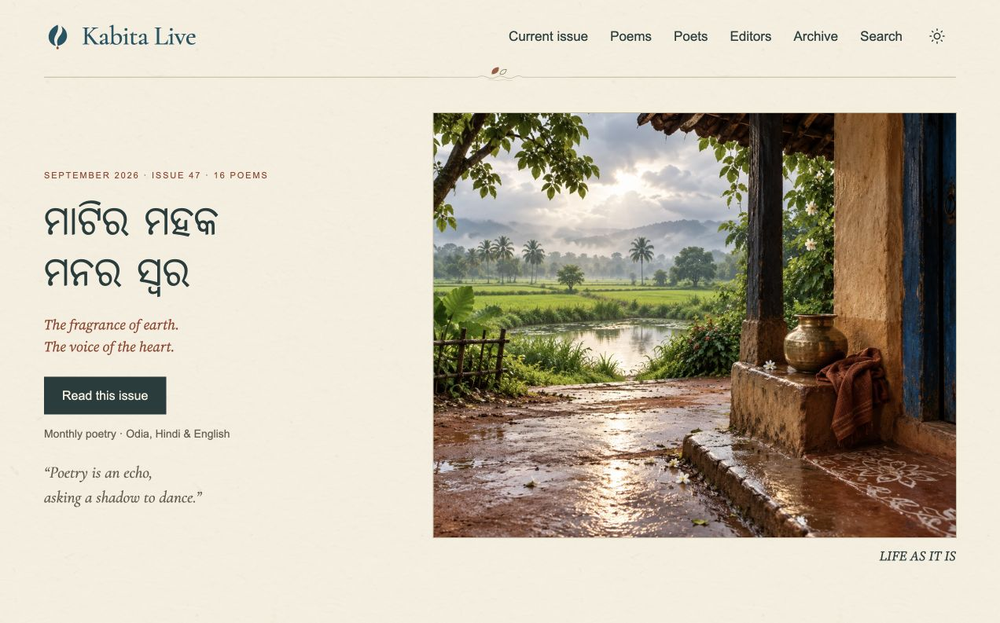 Kabita Live
Current issue Poems Poets Editors Archive Search
SEPTEMBER 2026 · ISSUE 47 · 16 POEMS
ମାଟିର ମହକ
ମନର ସ୍ୱର
The fragrance of earth.
The voice of the heart.
Read this issue
Monthly poetry · Odia, Hindi & English
“Poetry is an echo,
asking a shadow to dance.”
LIFE AS IT IS